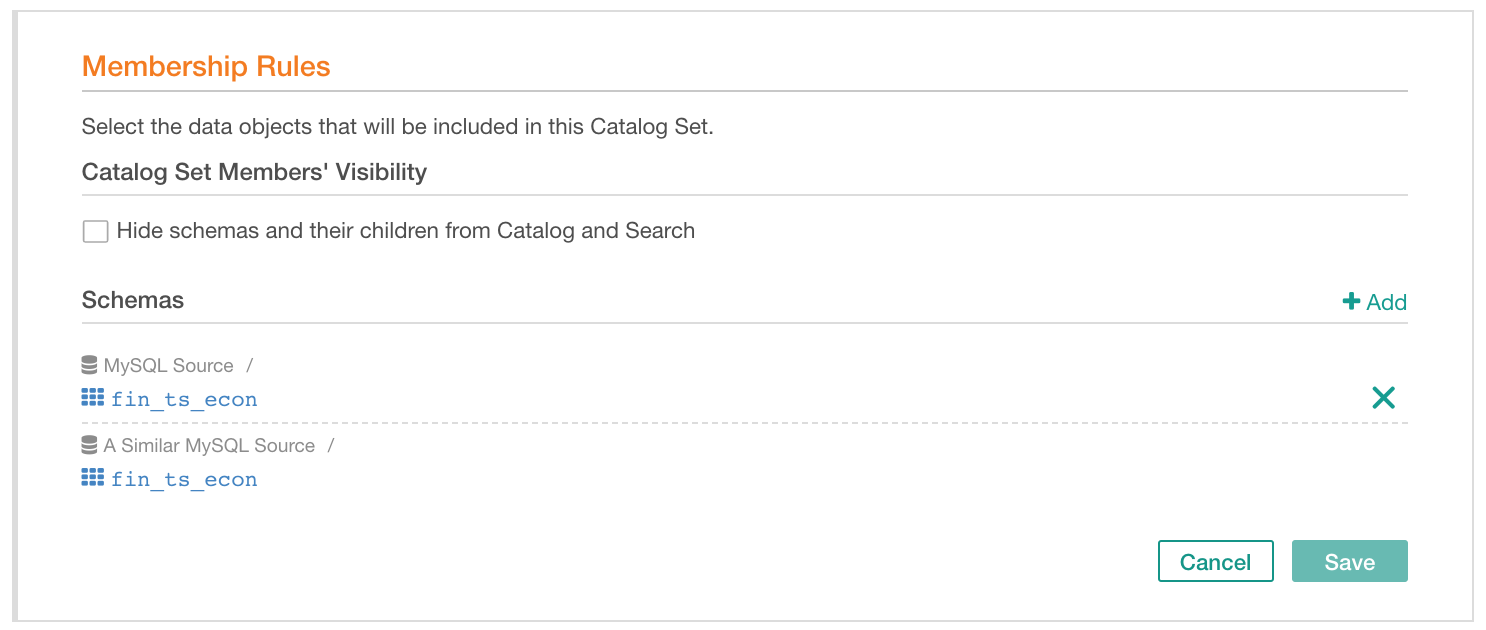 Membership Rules
Select the data objects that will be included in this Catalog Set.
Catalog Set Members' Visibility
Hide schemas and their children from Catalog and Search
Schemas
Add
MySQL Source /
fin_ts_econ
A Similar MySQL Source /
fin_ts_econ
Cancel Save